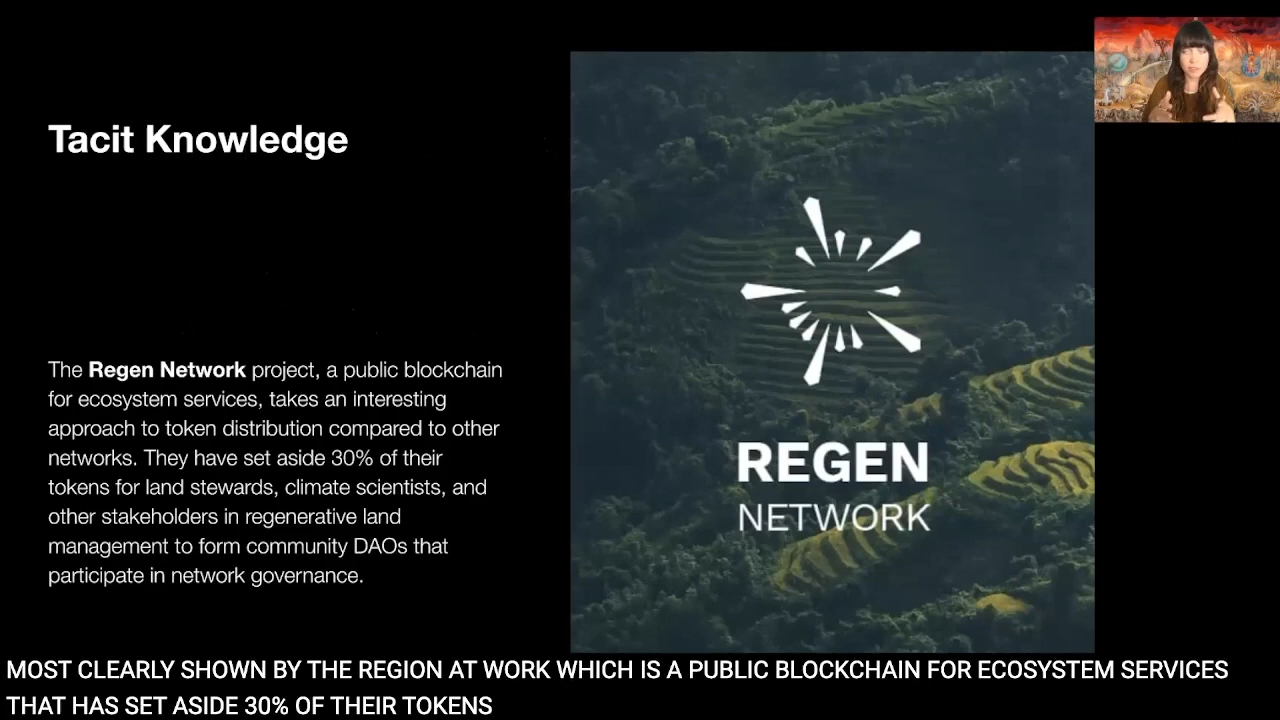 Tacit Knowledge
The Regen Network project, a public blockchain
for ecosystem services, takes an interesting
approach to token distribution compared to other
networks. They have set aside 30% of their
tokens for land stewards, climate scientists, and
other stakeholders in regenerative land
management to form community DAOs that
participate in network governance.
REGEN
NETWORK
MOST CLEARLY SHOWN BY THE REGION AT WORK WHICH IS A PUBLIC BLOCKCHAIN FOR ECOSYSTEM SERVICES
THAT HAS SET ASIDE 30% OF THEIR TOKENS